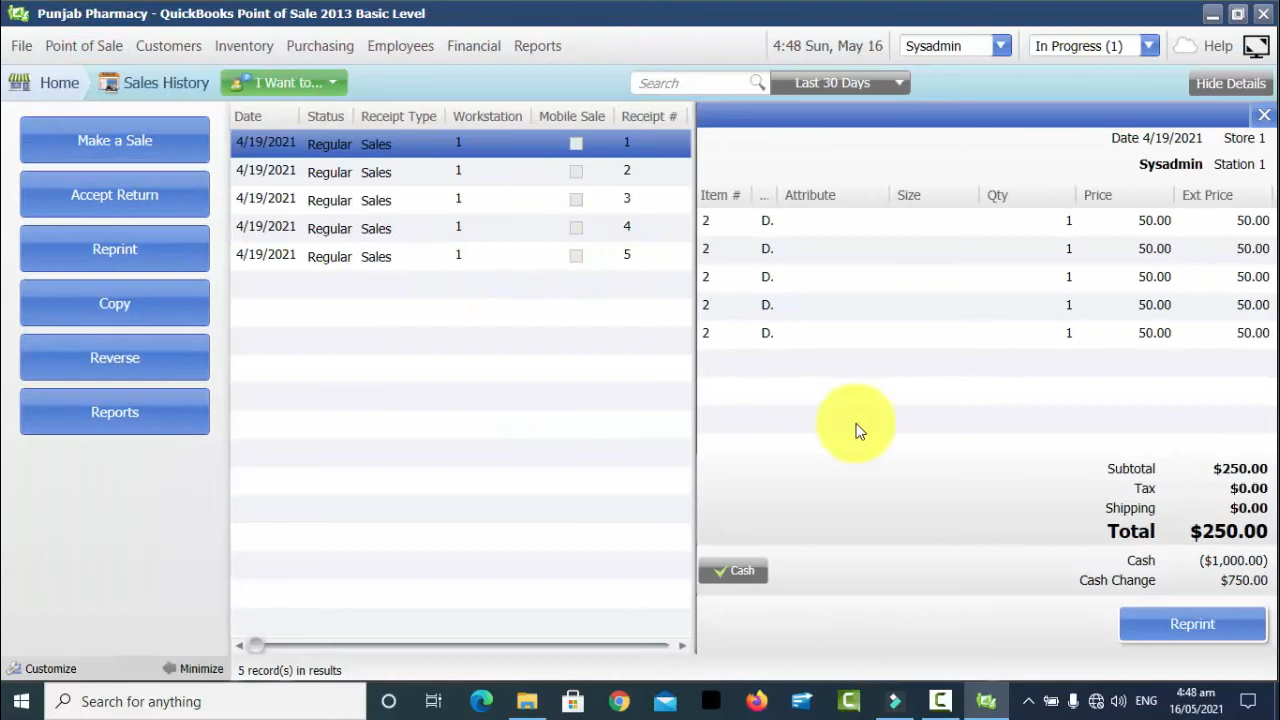 Punjab Pharmacy - QuickBooks Point of Sale 2013 Basic Level
File Point of Sale Customers Inventory Purchasing Employees Financial Reports 4:48 Sun, May 16 Sysadmin In Progress (1) Help
Home Sales History I Want to... Search Last 30 Days Hide Details
Make a Sale
Accept Return
Reprint
Copy
Reverse
Reports
Date Status Receipt Type Workstation Mobile Sale Receipt #
4/19/2021 Regular Sales 1 1
4/19/2021 Regular Sales 1 2
4/19/2021 Regular Sales 1 3
4/19/2021 Regular Sales 1 4
4/19/2021 Regular Sales 1 5
Date 4/19/2021 Store 1
Sysadmin Station 1
Item # ... Attribute Size Qty Price Ext Price
2 D. 1 50.00 50.00
2 D. 1 50.00 50.00
2 D. 1 50.00 50.00
2 D. 1 50.00 50.00
2 D. 1 50.00 50.00
Subtotal $250.00
Tax $0.00
Shipping $0.00
Total $250.00
Cash Cash ($1,000.00)
Cash Change $750.00
Reprint
Customize Minimize 5 record(s) in results
Search for anything
ENG
4:48 am
16/05/2021